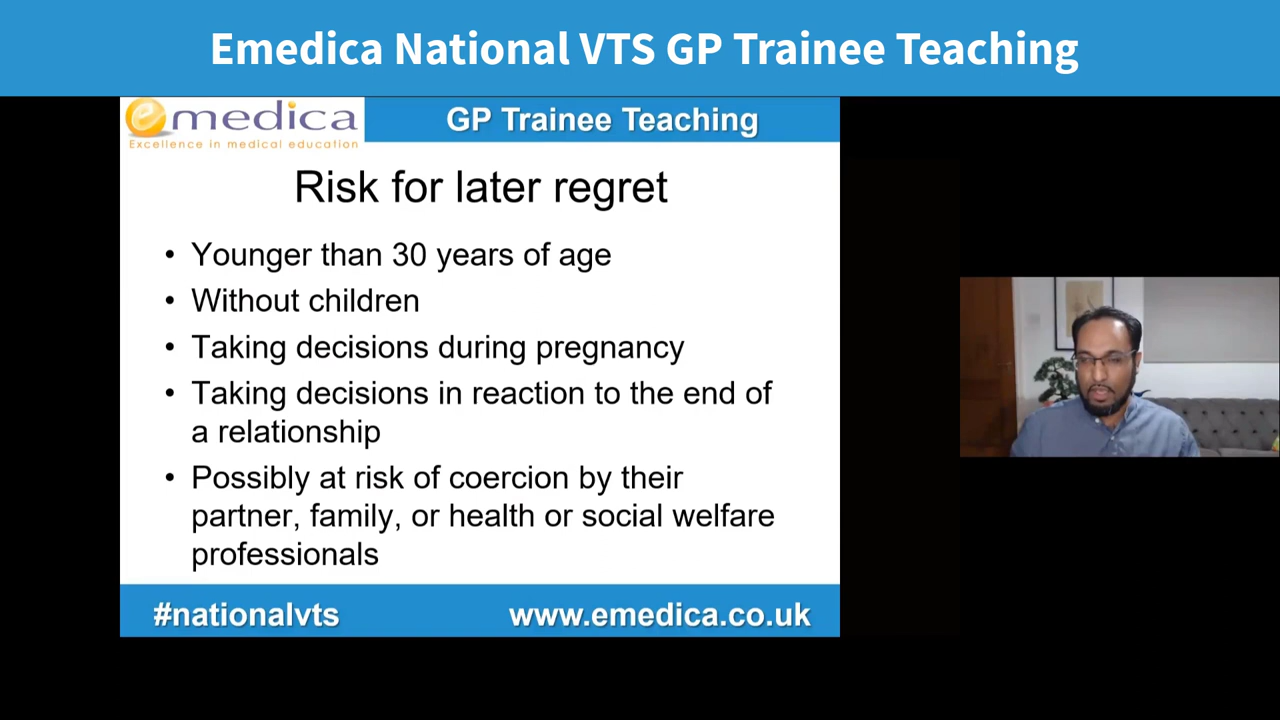 Emedica National VTS GP Trainee Teaching
emedica
Excellence in medical education
GP Trainee Teaching
Risk for later regret
• Younger than 30 years of age
• Without children
• Taking decisions during pregnancy
• Taking decisions in reaction to the end of
a relationship
• Possibly at risk of coercion by their
partner, family, or health or social welfare
professionals
#nationalvts
www.emedica.co.uk